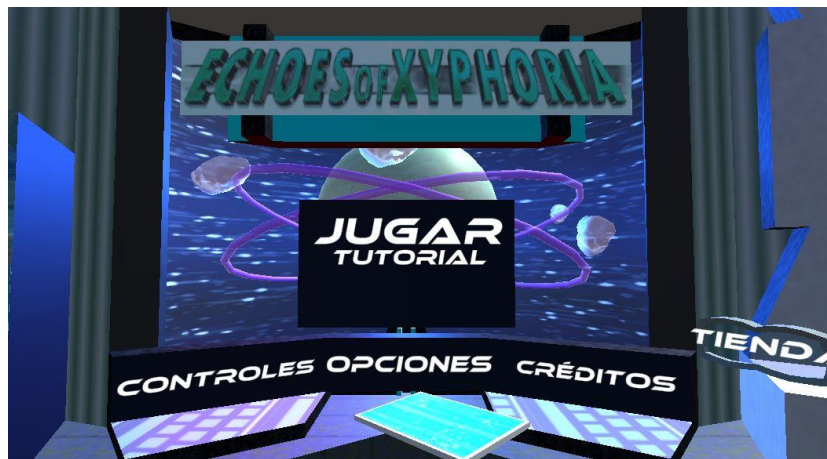 ECHOES OF XYPHORIA
JUGAR
TUTORIAL
CONTROLES OPCIONES CRÉDITOS
TIENDA